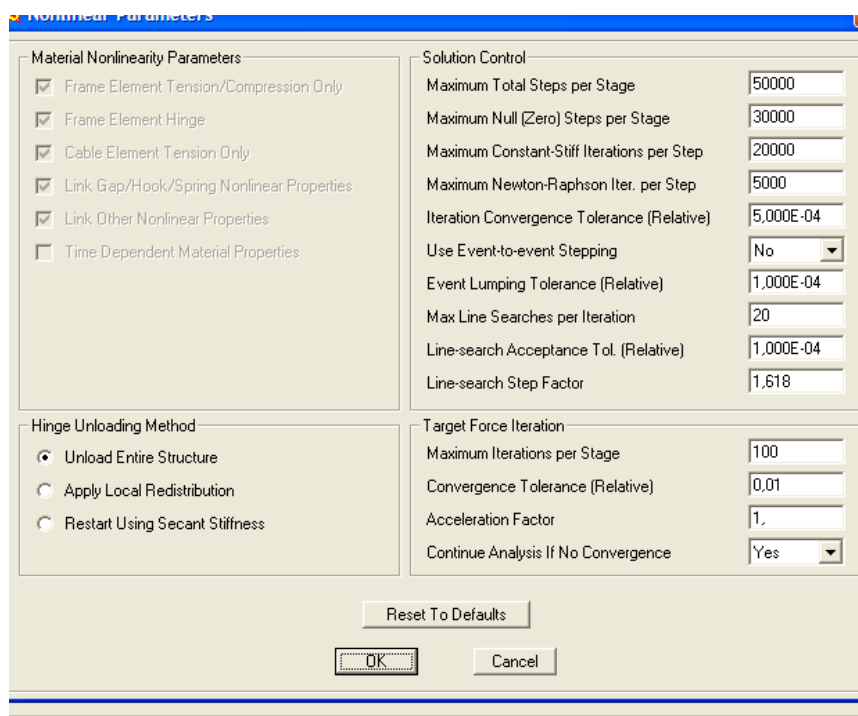 Nonlinear Parameters
Material Nonlinearity Parameters
Frame Element Tension/Compression Only
Frame Element Hinge
Cable Element Tension Only
Link Gap/Hook/Spring Nonlinear Properties
Link Other Nonlinear Properties
Time Dependent Material Properties
Solution Control
Maximum Total Steps per Stage 50000
Maximum Null (Zero) Steps per Stage 30000
Maximum Constant-Stiff Iterations per Step 20000
Maximum Newton-Raphson Iter. per Step 5000
Iteration Convergence Tolerance (Relative) 5,000E-04
Use Event-to-event Stepping No
Event Lumping Tolerance (Relative) 1,000E-04
Max Line Searches per Iteration 20
Line-search Acceptance Tol. (Relative) 1,000E-04
Line-search Step Factor 1,618
Hinge Unloading Method
Unload Entire Structure
Apply Local Redistribution
Restart Using Secant Stiffness
Target Force Iteration
Maximum Iterations per Stage 100
Convergence Tolerance (Relative) 0,01
Acceleration Factor 1,
Continue Analysis If No Convergence Yes
Reset To Defaults
OK Cancel